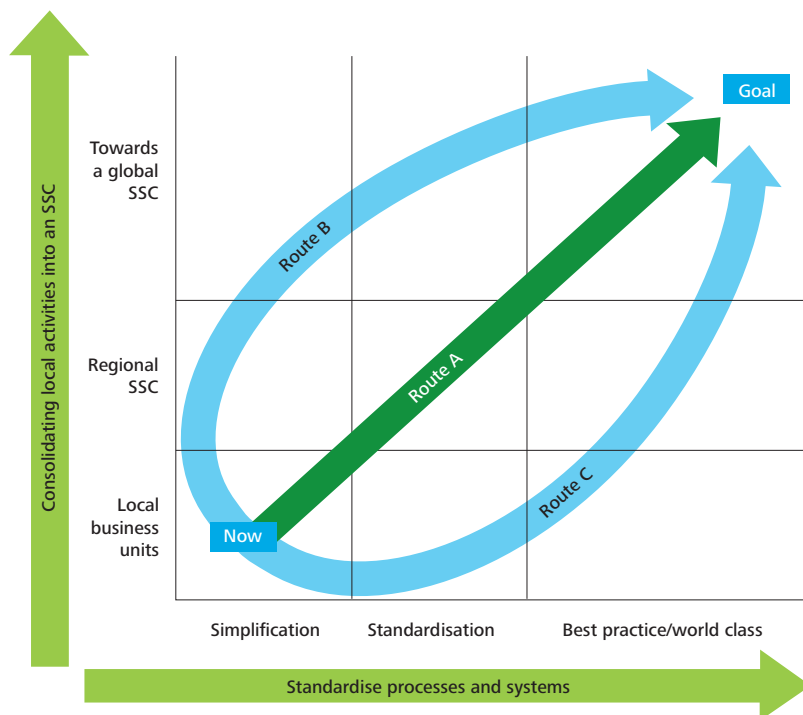 Consolidating local activities into an SSC
Towards
a global
SSC
Regional
SSC
Local
business
units
Goal
Route B
Route A
Route C
Now
Simplification
Standardisation
Best practice/world class
Standardise processes and systems